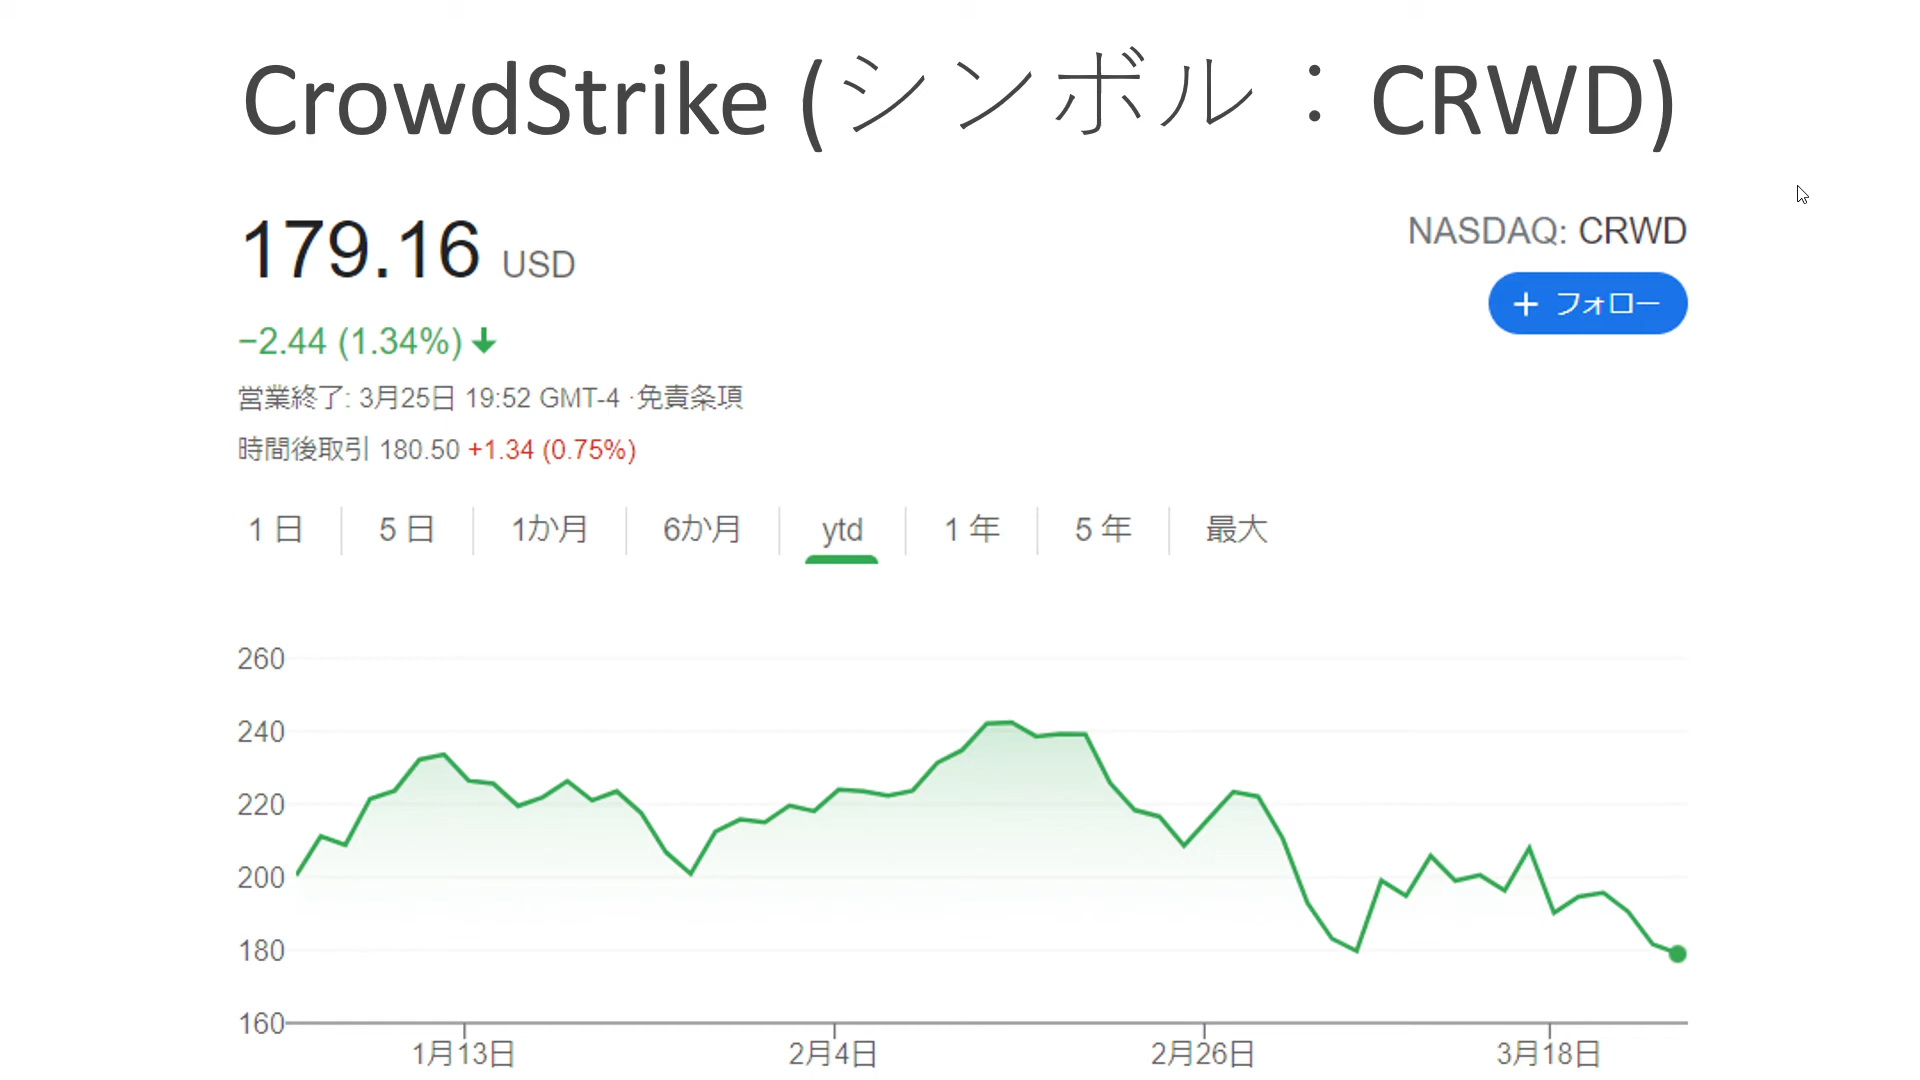 CrowdStrike (シンボル：CRWD)
179.16 USD
NASDAQ: CRWD
+ フォロー
−2.44 (1.34%)
営業終了: 3月25日 19:52 GMT-4 ·免責条項
時間後取引 180.50 +1.34 (0.75%)
1 日 5 日 1か月 6か月 ytd 1 年 5 年 最大
260
240
220
200
180
160
1月13日 2月4日 2月26日 3月18日